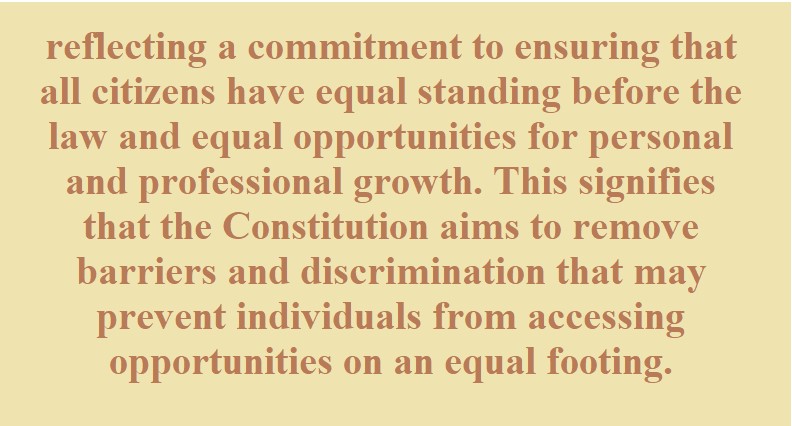 reflecting a commitment to ensuring that
all citizens have equal standing before the
law and equal opportunities for personal
and professional growth. This signifies
that the Constitution aims to remove
barriers and discrimination that may
prevent individuals from accessing
opportunities on an equal footing.